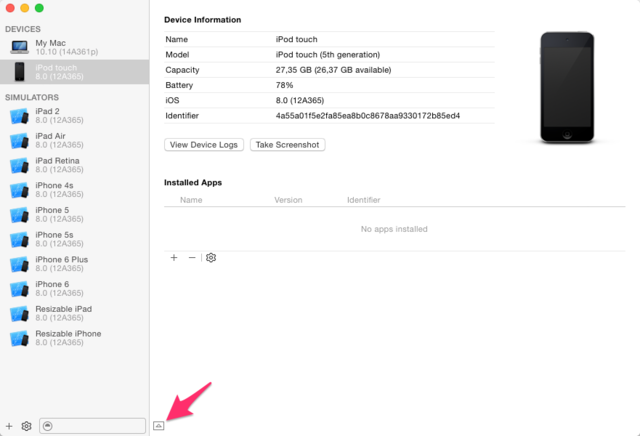 DEVICES
My Mac
10.10 (14A361p)
iPod touch
8.0 (12A365)
SIMULATORS
iPad 2
8.0 (12A365)
iPad Air
8.0 (12A365)
iPad Retina
8.0 (12A365)
iPhone 4s
8.0 (12A365)
iPhone 5
8.0 (12A365)
iPhone 5s
8.0 (12A365)
iPhone 6 Plus
8.0 (12A365)
iPhone 6
8.0 (12A365)
Resizable iPad
8.0 (12A365)
Resizable iPhone
8.0 (12A365)
Device Information
Name iPod touch
Model iPod touch (5th generation)
Capacity 27,35 GB (26,37 GB available)
Battery 78%
iOS 8.0 (12A365)
Identifier 4a55a01f5e2fa85ea8b0c8678aa9330172b85ed4
View Device Logs Take Screenshot
Installed Apps
Name Version Identifier
No apps installed